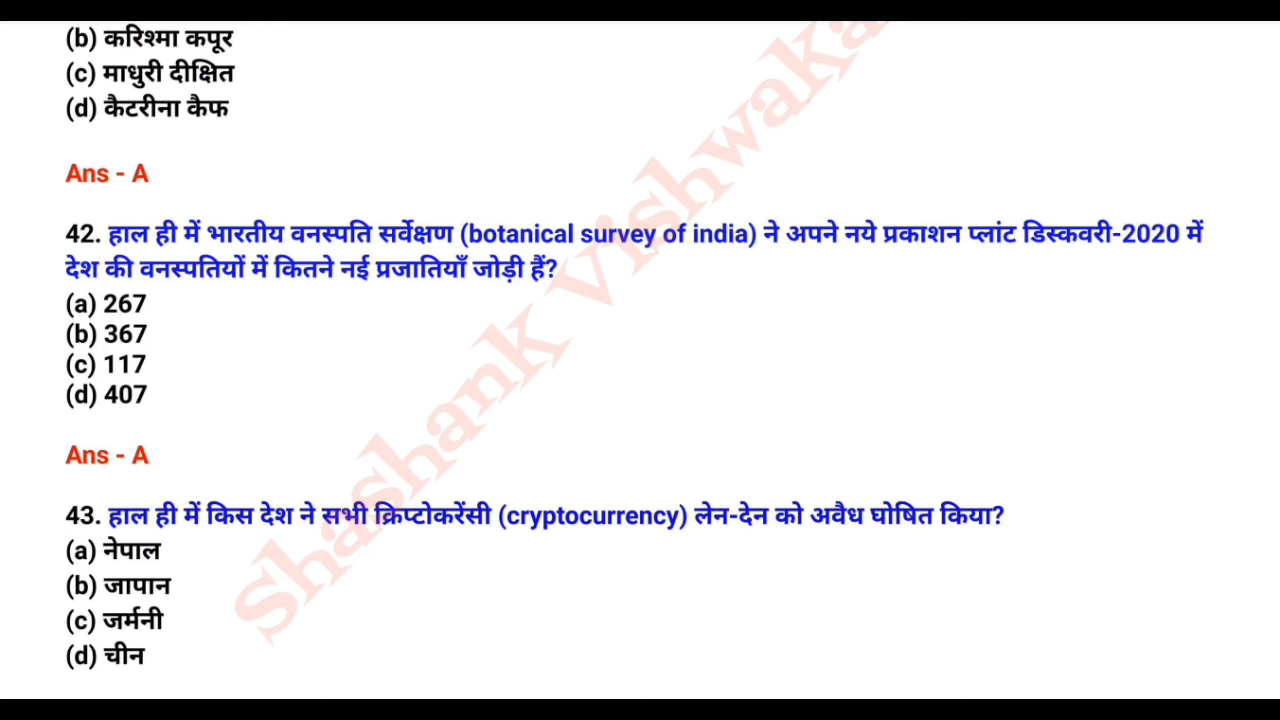 (b) करिश्मा कपूर
(c) माधुरी दीक्षित
(d) कैटरीना कैफ
Ans - A
42. हाल ही में भारतीय वनस्पति सर्वेक्षण (botanical survey of india) ने अपने नये प्रकाशन प्लांट डिस्कवरी-2020 में
देश की वनस्पतियों में कितने नई प्रजातियाँ जोड़ी हैं?
(a) 267
(b) 367
(c) 117
(d) 407
Ans - A
43. हाल ही में किस देश ने सभी क्रिप्टोकरेंसी (cryptocurrency) लेन-देन को अवैध घोषित किया?
(a) नेपाल
(b) जापान
(c) जर्मनी
(d) चीन
Shashank Vishwaka